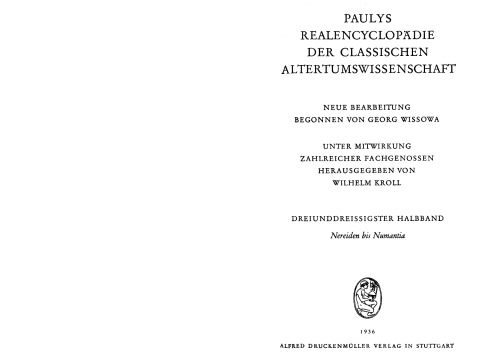 PAULYS
REALENCYCLOPÄDIE
DER CLASSISCHEN
ALTERTUMSWISSENSCHAFT
NEUE BEARBEITUNG
BEGONNEN VON GEORG WISSOWA
UNTER MITWIRKUNG
ZAHLREICHER FACHGENOSSEN
HERAUSGEGEBEN VON
WILHELM KROLL
DREIUNDDREISSIGSTER HALBBAND
Nereiden bis Numantia
1936
ALFRED DRUCKENMÜLLER VERLAG IN STUTTGART